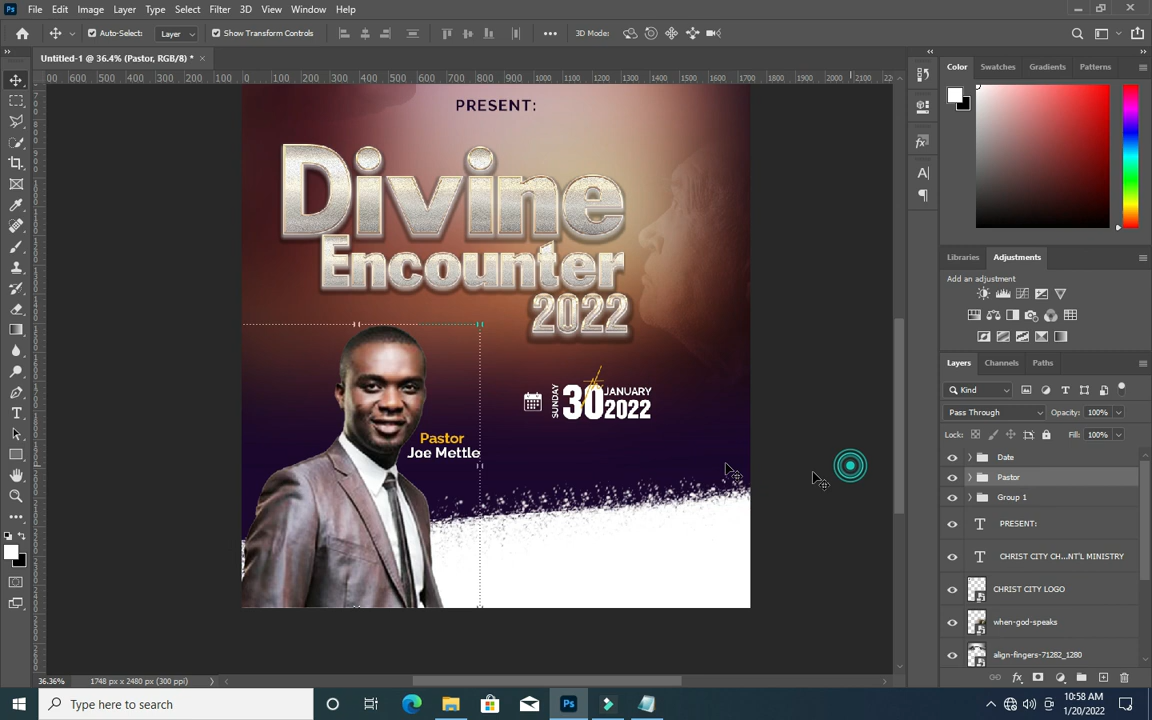 Ps
File Edit Image Layer Type Select Filter 3D View Window Help
Auto-Select: Layer Show Transform Controls 3D Mode:
Untitled-1 @ 36.4% (Pastor, RGB/8) *
PRESENT:
Divine
Encounter
2022
SUNDAY 30th JANUARY 2022
Pastor
Joe Mettle
Color Swatches Gradients Patterns
Libraries Adjustments
Add an adjustment
Layers Channels Paths
Kind
Pass Through Opacity: 100%
Lock: Fill: 100%
Date
Pastor
Group 1
PRESENT:
CHRIST CITY CH...NT'L MINISTRY
CHRIST CITY LOGO
when-god-speaks
align-fingers-71282_1280
36.36% 1748 px x 2480 px (300 ppi)
Type here to search
10:58 AM
1/20/2022